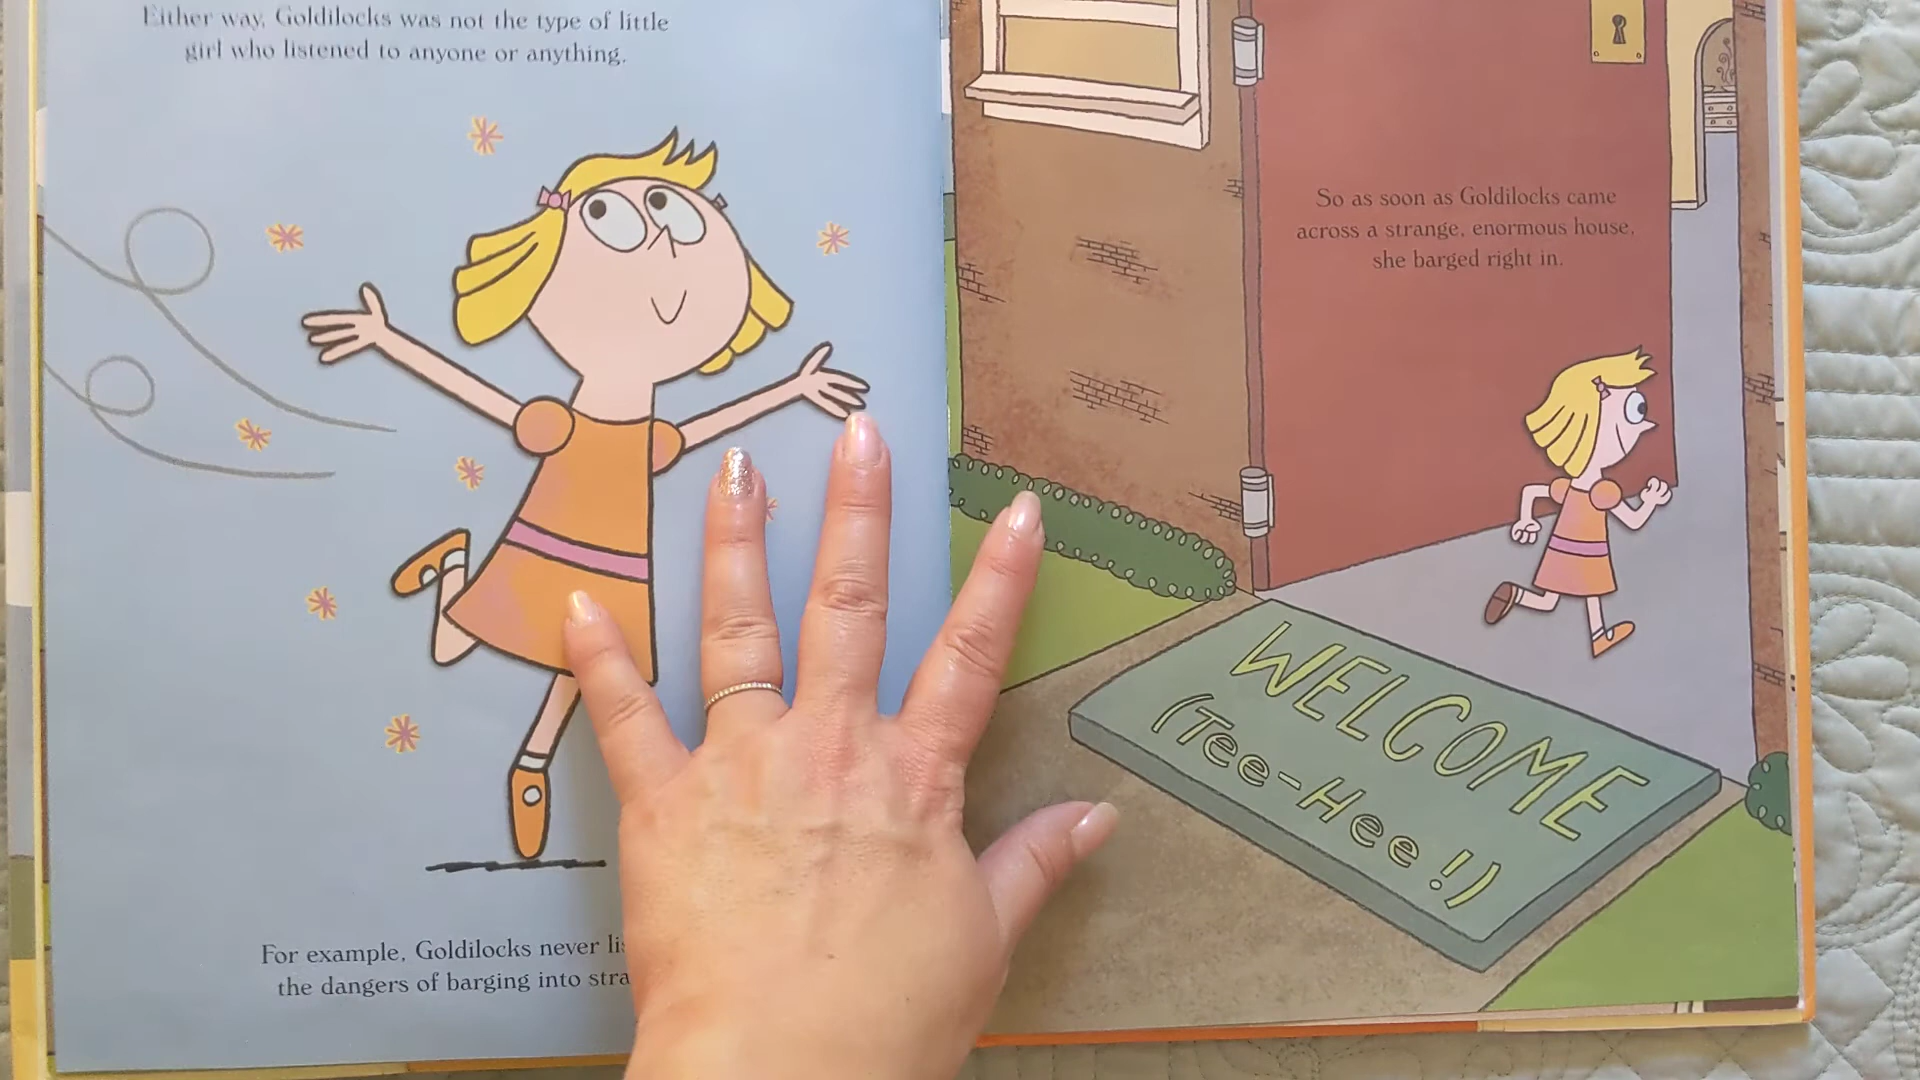 Either way, Goldilocks was not the type of little
girl who listened to anyone or anything.
For example, Goldilocks never
the dangers of barging into
So as soon as Goldilocks came
across a strange, enormous house,
she barged right in.
WELCOME
(Tee-Hee!)